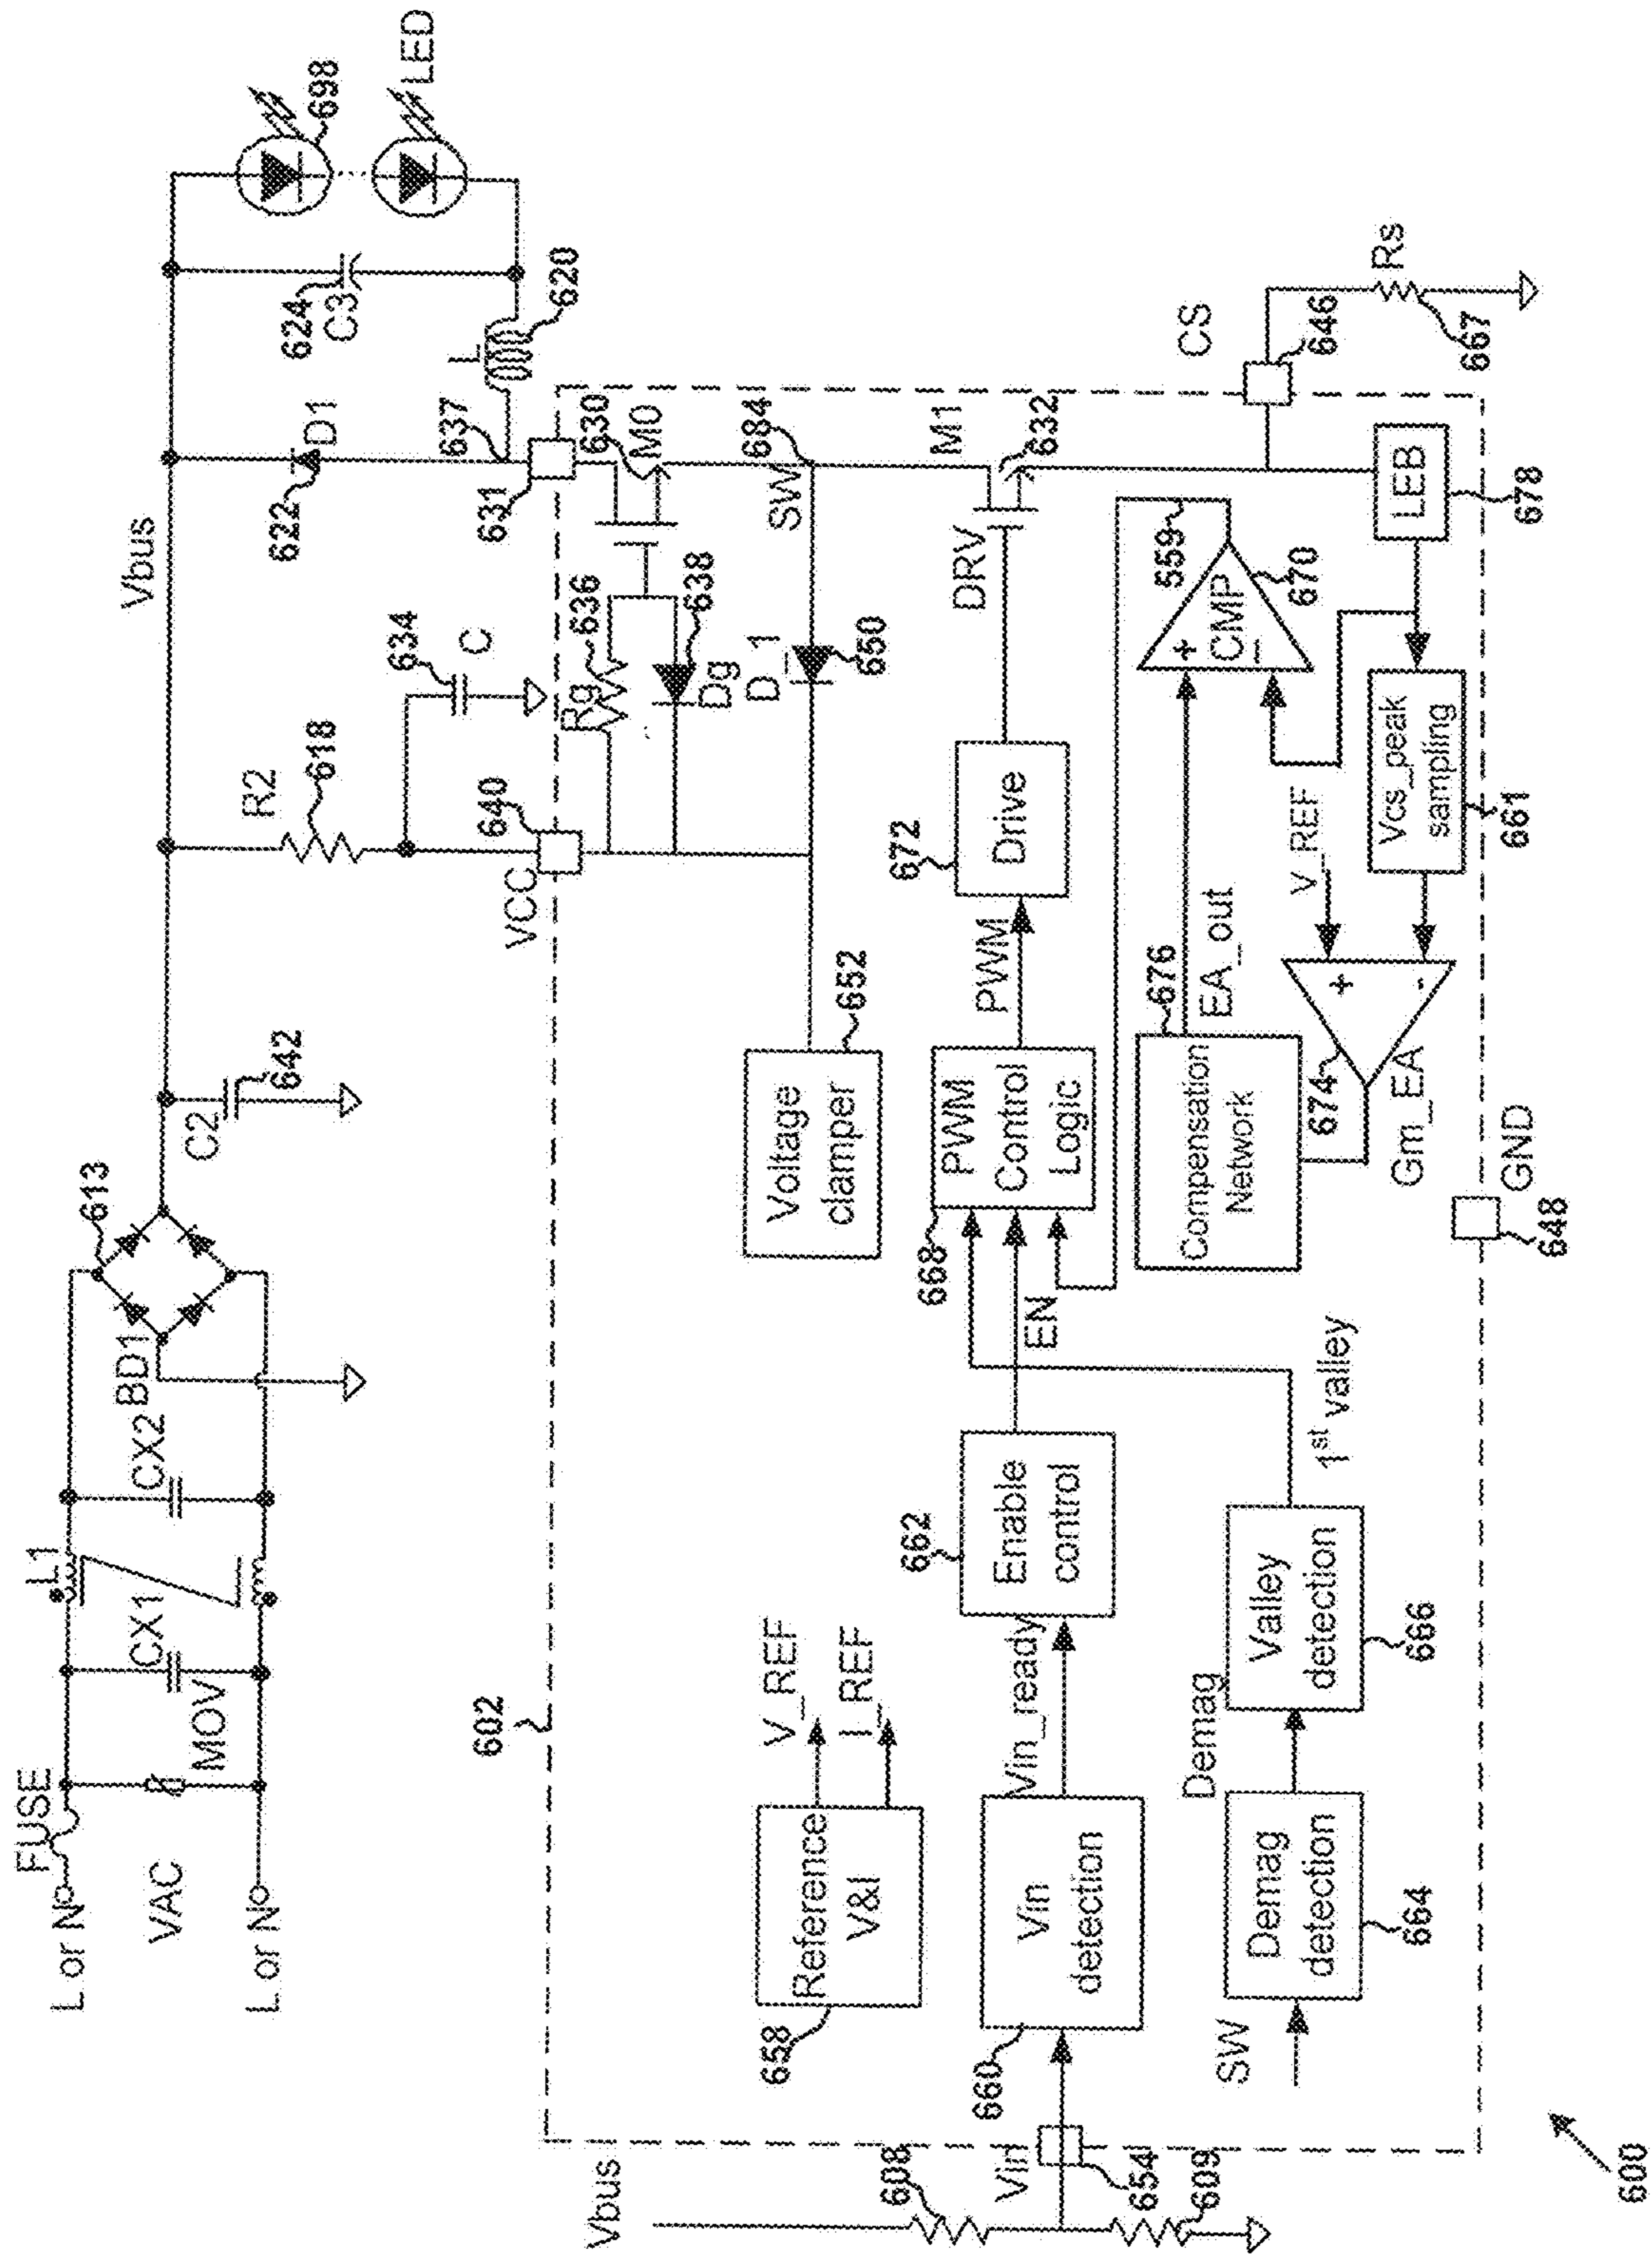 FUSE
L or N
VAC
L or N
MOV
CX1
L1
CX2
BD1
613
C2
642
Vbus
R2
618
634
C
622
D1
624
C3
698
LED
637
L
620
631
602
VCC
640
Rg
636
638
Dg
630
M0
684
SW
D_1
650
Voltage
clamper
652
M1
632
DRV
672
Drive
PWM
668
PWM
Control
Logic
EN
559
+
CMP
-
670
CS
646
Rs
667
LEB
678
Vcs_peak
sampling
661
V_REF
+
-
674
Gm_EA
676
EA_out
Compensation
Network
GND
648
Reference
V&I
658
V_REF
I_REF
Vin
detection
660
Vin_ready
662
Enable
control
Demag
detection
664
SW
Demag
Valley
detection
666
1st valley
Vbus
608
Vin
654
609
600